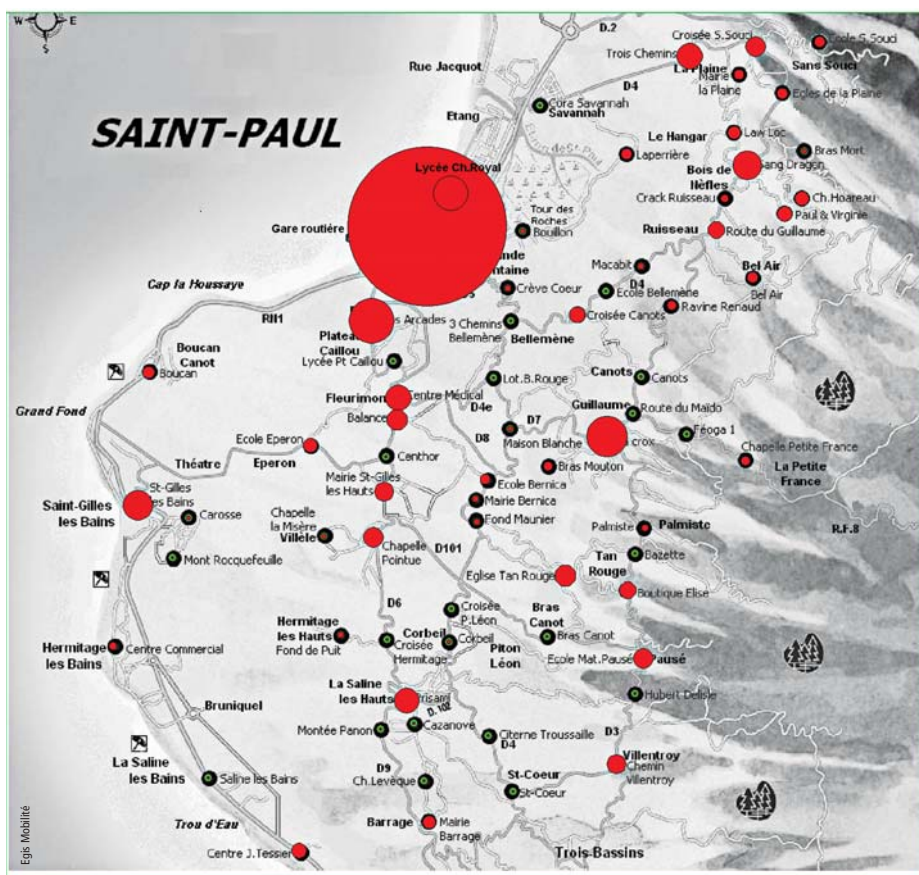 W E
S
D.2
Croisée S.Souci
Ecole S.Souci
Trois Chemins
Sans Souci
La Plaine
Mairie
la Plaine
Rue Jacquot
D4
Ecles de la Plaine
Cora Savannah
Savannah
Etang
SAINT-PAUL
Le Hangar
Law Loc
Laperrière
Bras Mort
Bois de
Nèfles
Sang Dragon
Lycée Ch.Royal
Crack Ruisseau
Ch.Hoareau
Paul & Virginie
Tour des
Roches
Bouillon
Gare routière
Ruisseau
Route du Guillaume
Macabit
Bel Air
Bel Air
Cap la Houssaye
Crève Coeur
D4
Ecole Bellemène
Ravine Renaud
RN1
Croisée Canots
3 Chemins
Bellemène
Bellemène
Arcades
Plateau
Caillou
Boucan
Canot
Boucan
Lycée Pt Caillou
Canots
Canots
Lot.B.Rouge
Fleurimon
Centre Médical
Balance
D4e
Grand Fond
D7
Guillaume
Route du Maïdo
Féoga 1
Maison Blanche
D8
Ecole Eperon
Eperon
Théatre
Centhor
Bras Mouton
Chapelle Petite France
La Petite
France
Mairie St-Gilles
les Hauts
Ecole Bernica
Mairie Bernica
Fond Maunier
St-Gilles
les Bains
Saint-Gilles
les Bains
Carosse
Chapelle
la Misère
Villèle
Palmiste
Palmiste
R.F.8
Chapelle
Pointue
D101
Mont Rocquefeuille
Tan
Rouge
Bazette
Eglise Tan Rouge
Boutique Elise
D6
Croisée
P.Léon
Bras
Canot
Bras Canot
Hermitage
les Hauts
Fond de Puit
Corbeil
Corbeil
Croisée
Hermitage
Piton
Léon
Hermitage
les Bains
Centre Commercial
Ecole Mat.Pausé
Pausé
La Saline
les Hauts
D.102
Hubert Delisle
Bruniquel
Montée Panon
Cazanove
Citerne Troussaille
D4
D3
La Saline
les Bains
Saline les Bains
D9
Ch.Levèque
St-Coeur
St-Coeur
Villentroy
Chemin
Villentroy
Trou d'Eau
Barrage
Mairie
Barrage
Centre J.Tessier
Trois-Bassins
Egis Mobilité